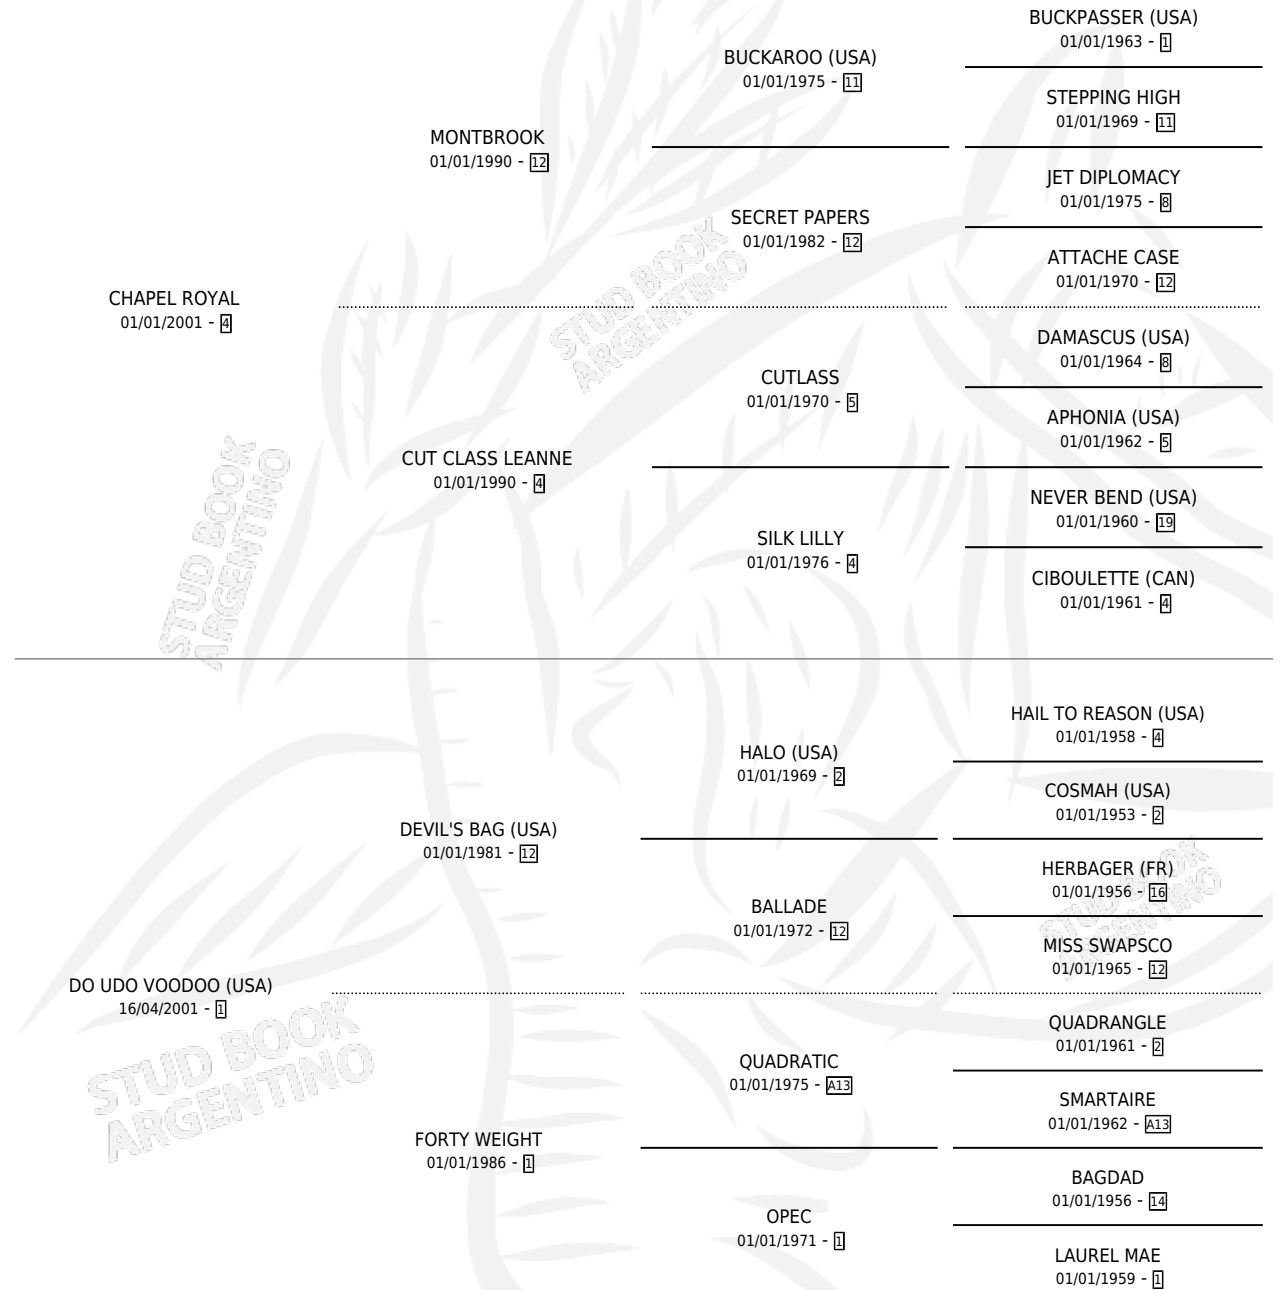 BUCKPASSER (USA)
01/01/1963 - 1
BUCKAROO (USA)
01/01/1975 - 11
STEPPING HIGH
01/01/1969 - 11
MONTBROOK
01/01/1990 - 12
JET DIPLOMACY
01/01/1975 - 8
SECRET PAPERS
01/01/1982 - 12
ATTACHE CASE
01/01/1970 - 12
CHAPEL ROYAL
01/01/2001 - 4
STUD BOOK
ARGENTINO
DAMASCUS (USA)
01/01/1964 - 8
CUTLASS
01/01/1970 - 5
APHONIA (USA)
01/01/1962 - 5
CUT CLASS LEANNE
01/01/1990 - 4
NEVER BEND (USA)
01/01/1960 - 19
SILK LILLY
01/01/1976 - 4
CIBOULETTE (CAN)
01/01/1961 - 4
STUD BOOK
ARGENTINO
HAIL TO REASON (USA)
01/01/1958 - 4
HALO (USA)
01/01/1969 - 2
COSMAH (USA)
01/01/1953 - 2
DEVIL'S BAG (USA)
01/01/1981 - 12
HERBAGER (FR)
01/01/1956 - 16
BALLADE
01/01/1972 - 12
MISS SWAPSCO
01/01/1965 - 12
STUD BOOK
ARGENTINO
DO UDO VOODOO (USA)
16/04/2001 - 1
QUADRANGLE
01/01/1961 - 2
QUADRATIC
01/01/1975 - A13
SMARTAIRE
01/01/1962 - A13
STUD BOOK
ARGENTINO
FORTY WEIGHT
01/01/1986 - 1
BAGDAD
01/01/1956 - 14
OPEC
01/01/1971 - 1
LAUREL MAE
01/01/1959 - 1